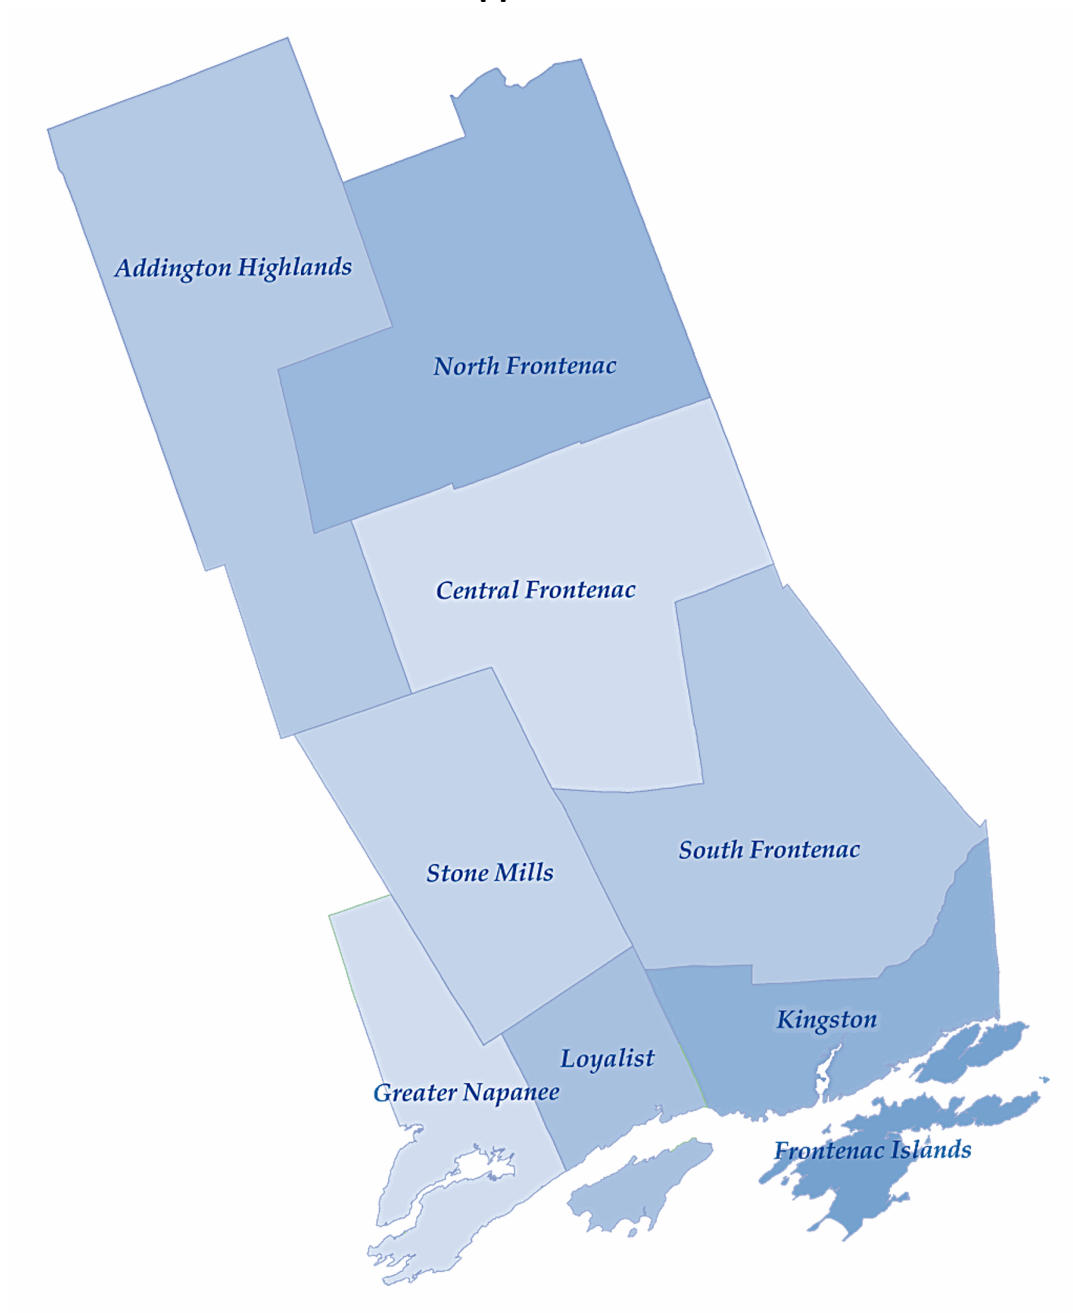 Addington Highlands
North Frontenac
Central Frontenac
South Frontenac
Stone Mills
Kingston
Loyalist
Greater Napanee
Frontenac Islands